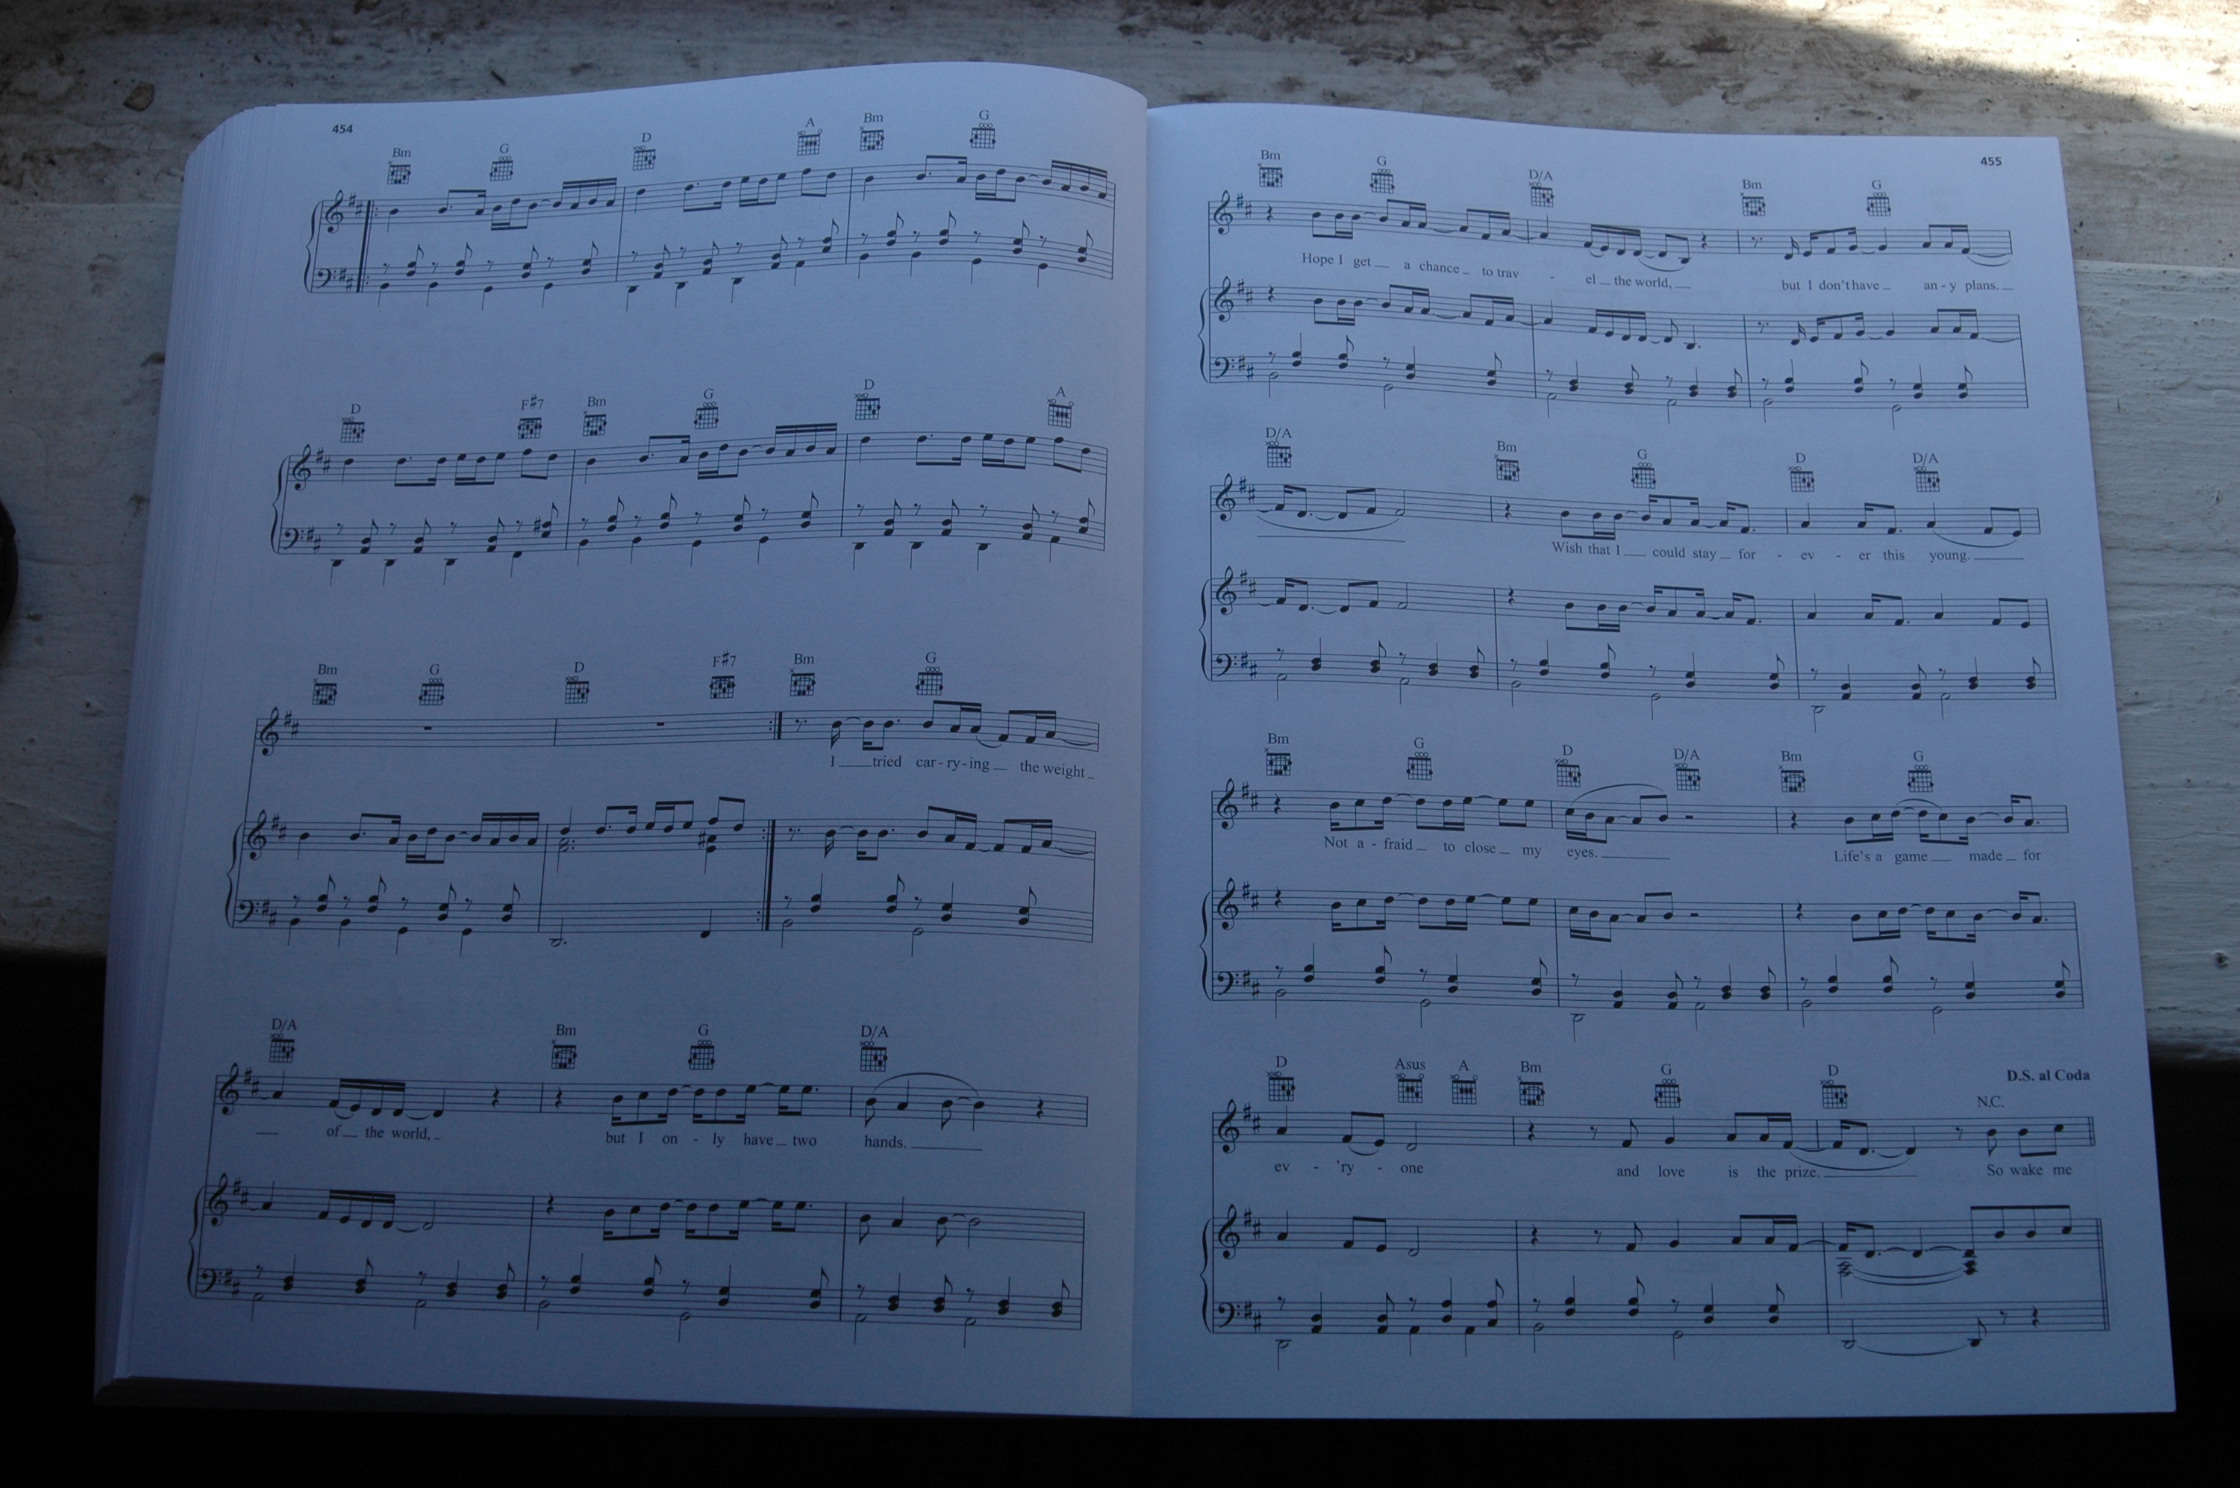 454
Bm G D A Bm G
D F#7 Bm G D A
Bm G D F#7 Bm G
I tried car-ry-ing the weight
D/A Bm G D/A
of the world, but I on - ly have two hands.
455
Bm G D/A Bm G
Hope I get a chance to trav - el the world, but I don't have an-y plans.
D/A Bm G D D/A
Wish that I could stay for - ev - er this young.
Bm G D D/A Bm G
Not a - fraid to close my eyes. Life's a game made for
D Asus A Bm G D D.S. al Coda
N.C.
ev - 'ry - one and love is the prize. So wake me